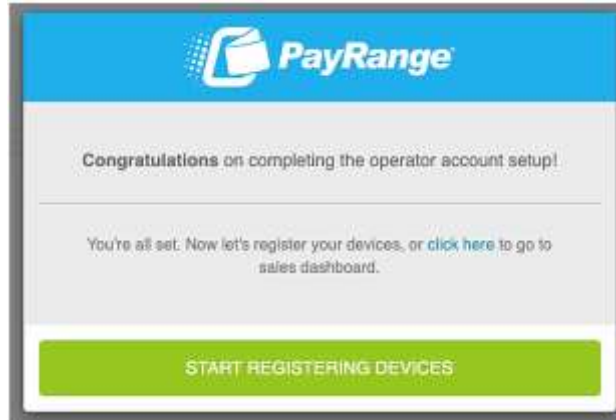 PayRange
Congratulations on completing the operator account setup!
You're all set. Now let's register your devices, or click here to go to
sales dashboard.
START REGISTERING DEVICES